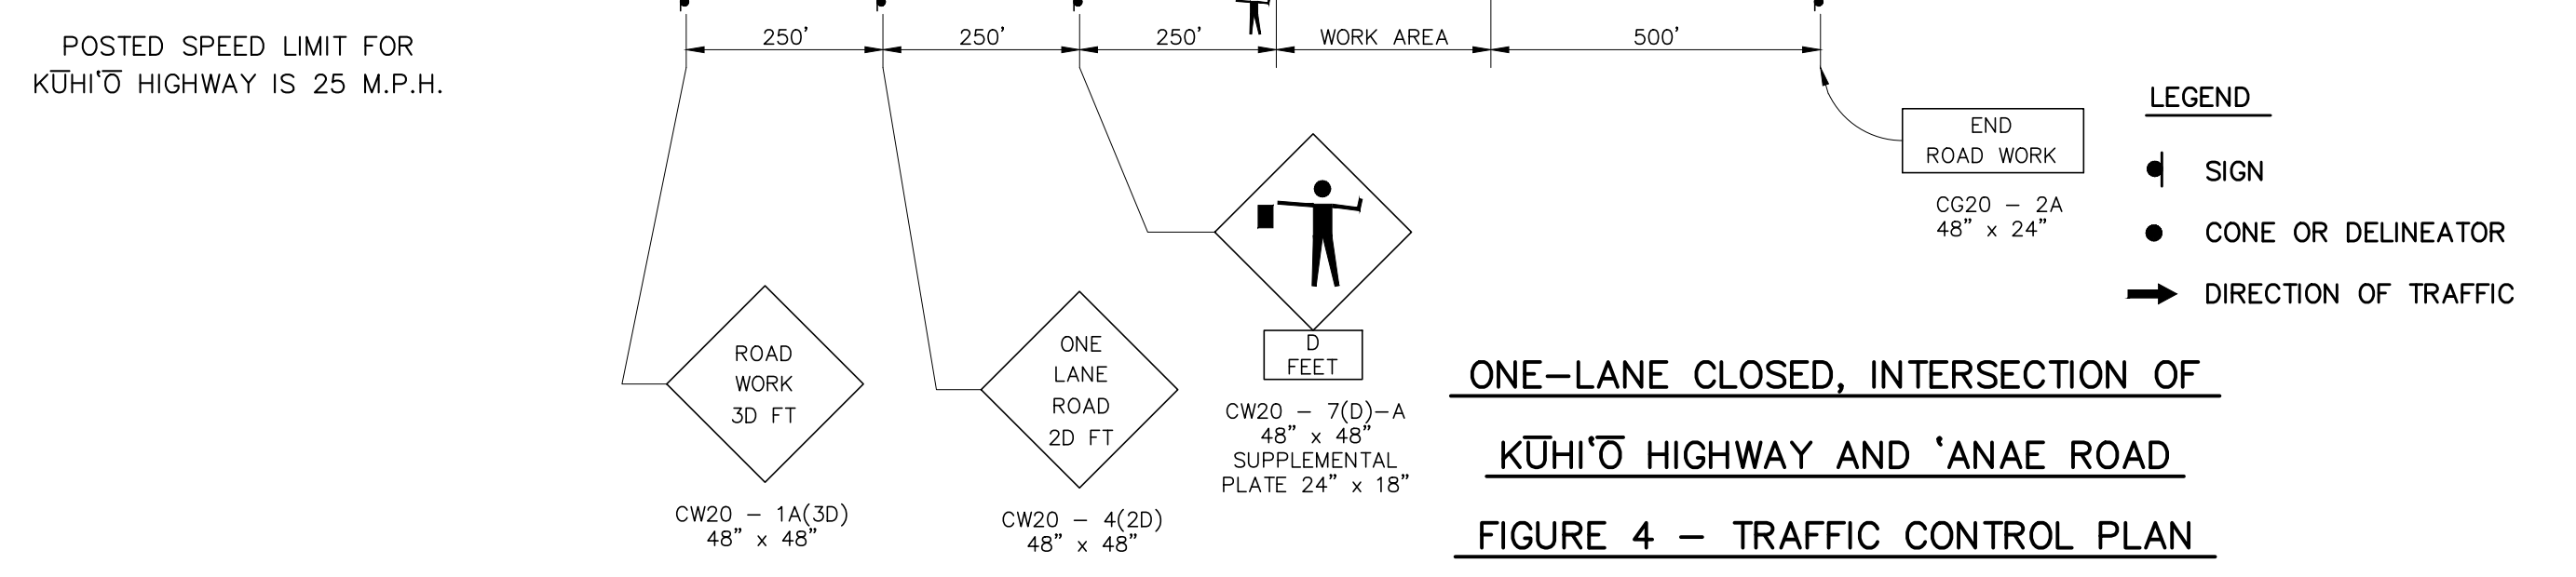 250’
250’
250’
WORK AREA
500’
POSTED SPEED LIMIT FOR
KŪHI‘Ō HIGHWAY IS 25 M.P.H.
END
ROAD WORK
CG20 – 2A
48” x 24”
LEGEND
SIGN
CONE OR DELINEATOR
DIRECTION OF TRAFFIC
ROAD
WORK
3D FT
CW20 – 1A(3D)
48” x 48”
ONE
LANE
ROAD
2D FT
CW20 – 4(2D)
48” x 48”
D
FEET
CW20 – 7(D)–A
48” x 48”
SUPPLEMENTAL
PLATE 24” x 18”
ONE–LANE CLOSED, INTERSECTION OF
KŪHI‘Ō HIGHWAY AND ‘ANAE ROAD
FIGURE 4 – TRAFFIC CONTROL PLAN